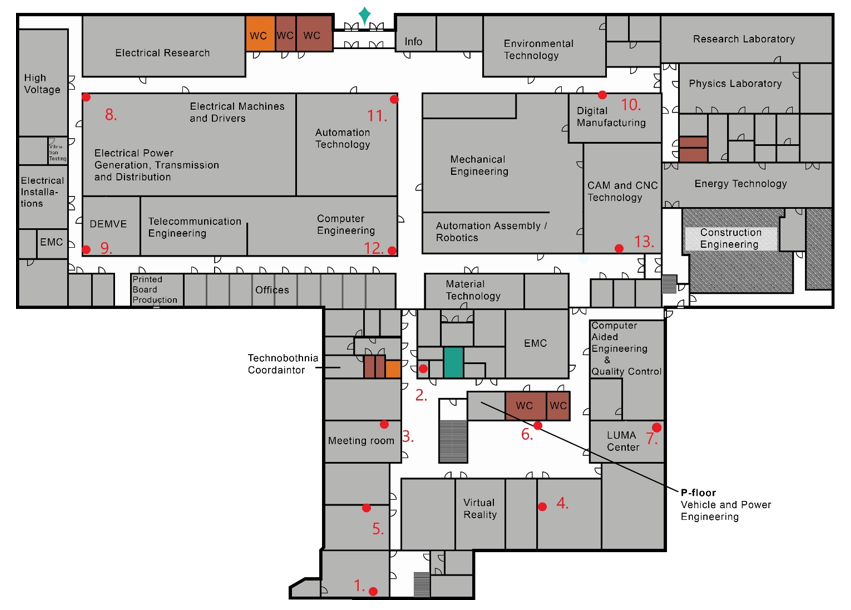 WC
WC
WC
Electrical Research
Info
Environmental
Technology
Research Laboratory
High
Voltage
Physics Laboratory
8.
Electrical Machines
and Drivers
11.
10.
Digital
Manufacturing
Automation
Technology
Electrical Power
Generation, Transmission
and Distribution
Mechanical
Engineering
Electrical
Installa-
tions
CAM and CNC
Technology
Energy Technology
DEMVE
Telecommunication
Engineering
Computer
Engineering
Automation Assembly /
Robotics
Construction
Engineering
EMC
9.
12.
13.
Printed
Board
Production
Offices
Material
Technology
EMC
Computer
Aided
Engineering
&
Quality Control
Technobothnia
Coordaintor
2.
WC
WC
3.
6.
Meeting room
LUMA
Center
7.
Virtual
Reality
4.
5.
P-floor
Vehicle and Power
Engineering
1.